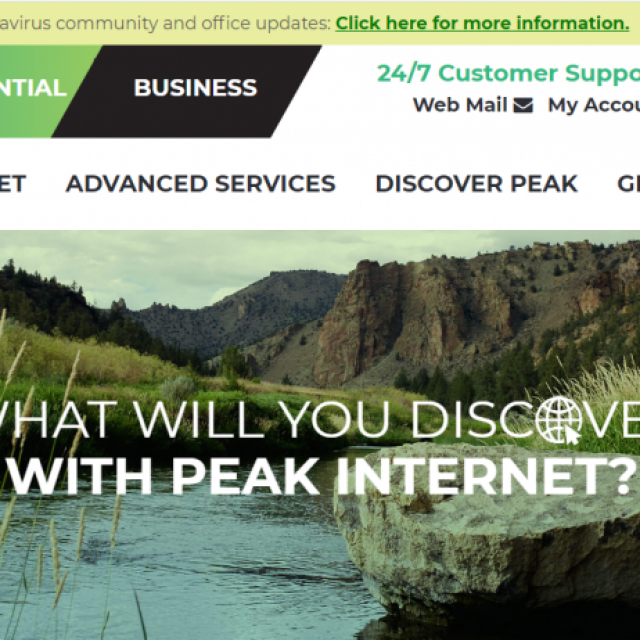 avirus community and office updates: Click here for more information.
NTIAL BUSINESS
24/7 Customer Suppo
Web Mail My Accou
ET ADVANCED SERVICES DISCOVER PEAK GE
WHAT WILL YOU DISCOVE
WITH PEAK INTERNET?